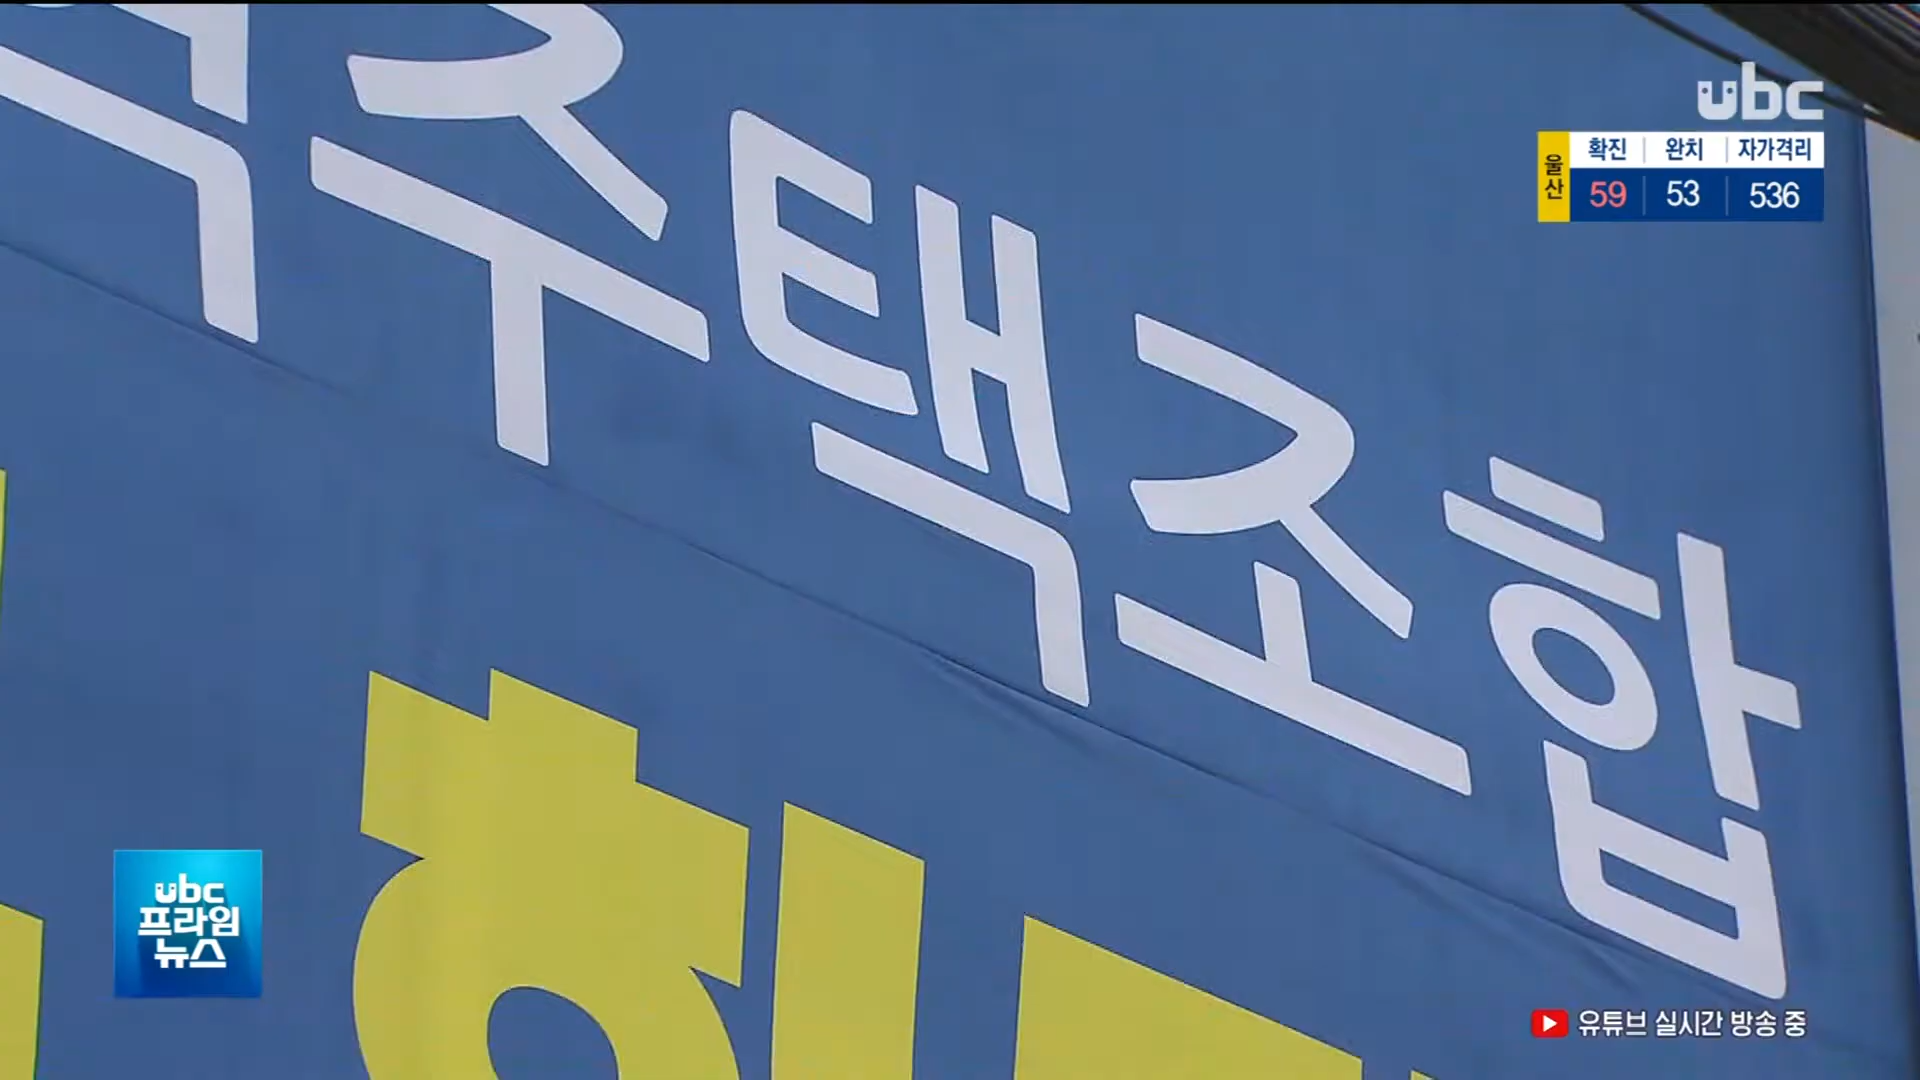 ubc
울산 확진 완치 자가격리
59 53 536
주택조합
ubc
프라임
뉴스
유튜브 실시간 방송 중